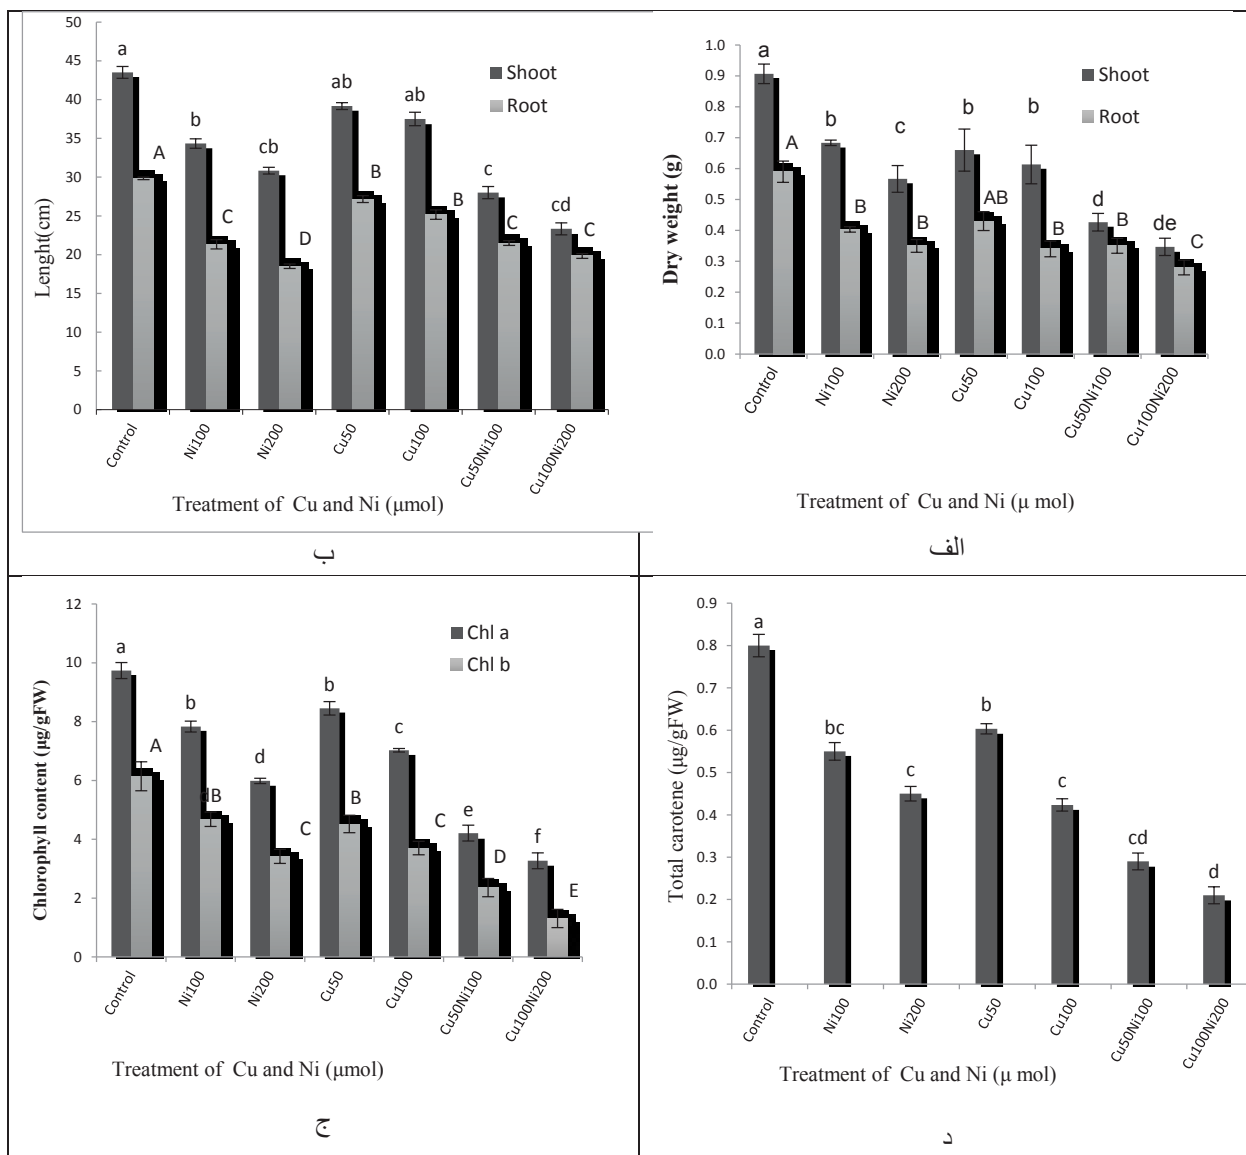 50
45
40
35
30
25
20
15
10
5
0
Lenght(cm)
Shoot
Root
a
A
b
C
cb
D
ab
B
ab
B
c
C
cd
C
Control
Ni100
Ni200
Cu50
Cu100
Cu50Ni100
Cu100Ni200
Treatment of Cu and Ni (μmol)
ب
1.0
0.9
0.8
0.7
0.6
0.5
0.4
0.3
0.2
0.1
0.0
Dry weight (g)
Shoot
Root
a
A
b
B
c
B
b
AB
b
B
d
B
de
C
Control
Ni100
Ni200
Cu50
Cu100
Cu50Ni100
Cu100Ni200
Treatment of Cu and Ni (μ mol)
الف
12
10
8
6
4
2
0
Chlorophyll content (μg/gFW)
Chl a
Chl b
a
A
b
dB
d
C
b
B
c
C
e
D
f
E
Control
Ni100
Ni200
Cu50
Cu100
Cu50Ni100
Cu100Ni200
Treatment of Cu and Ni (μmol)
ج
0.9
0.8
0.7
0.6
0.5
0.4
0.3
0.2
0.1
0.0
Total carotene (μg/gFW)
a
bc
c
b
c
cd
d
Control
Ni100
Ni200
Cu50
Cu100
Cu50Ni100
Cu100Ni200
Treatment of Cu and Ni (μ mol)
د